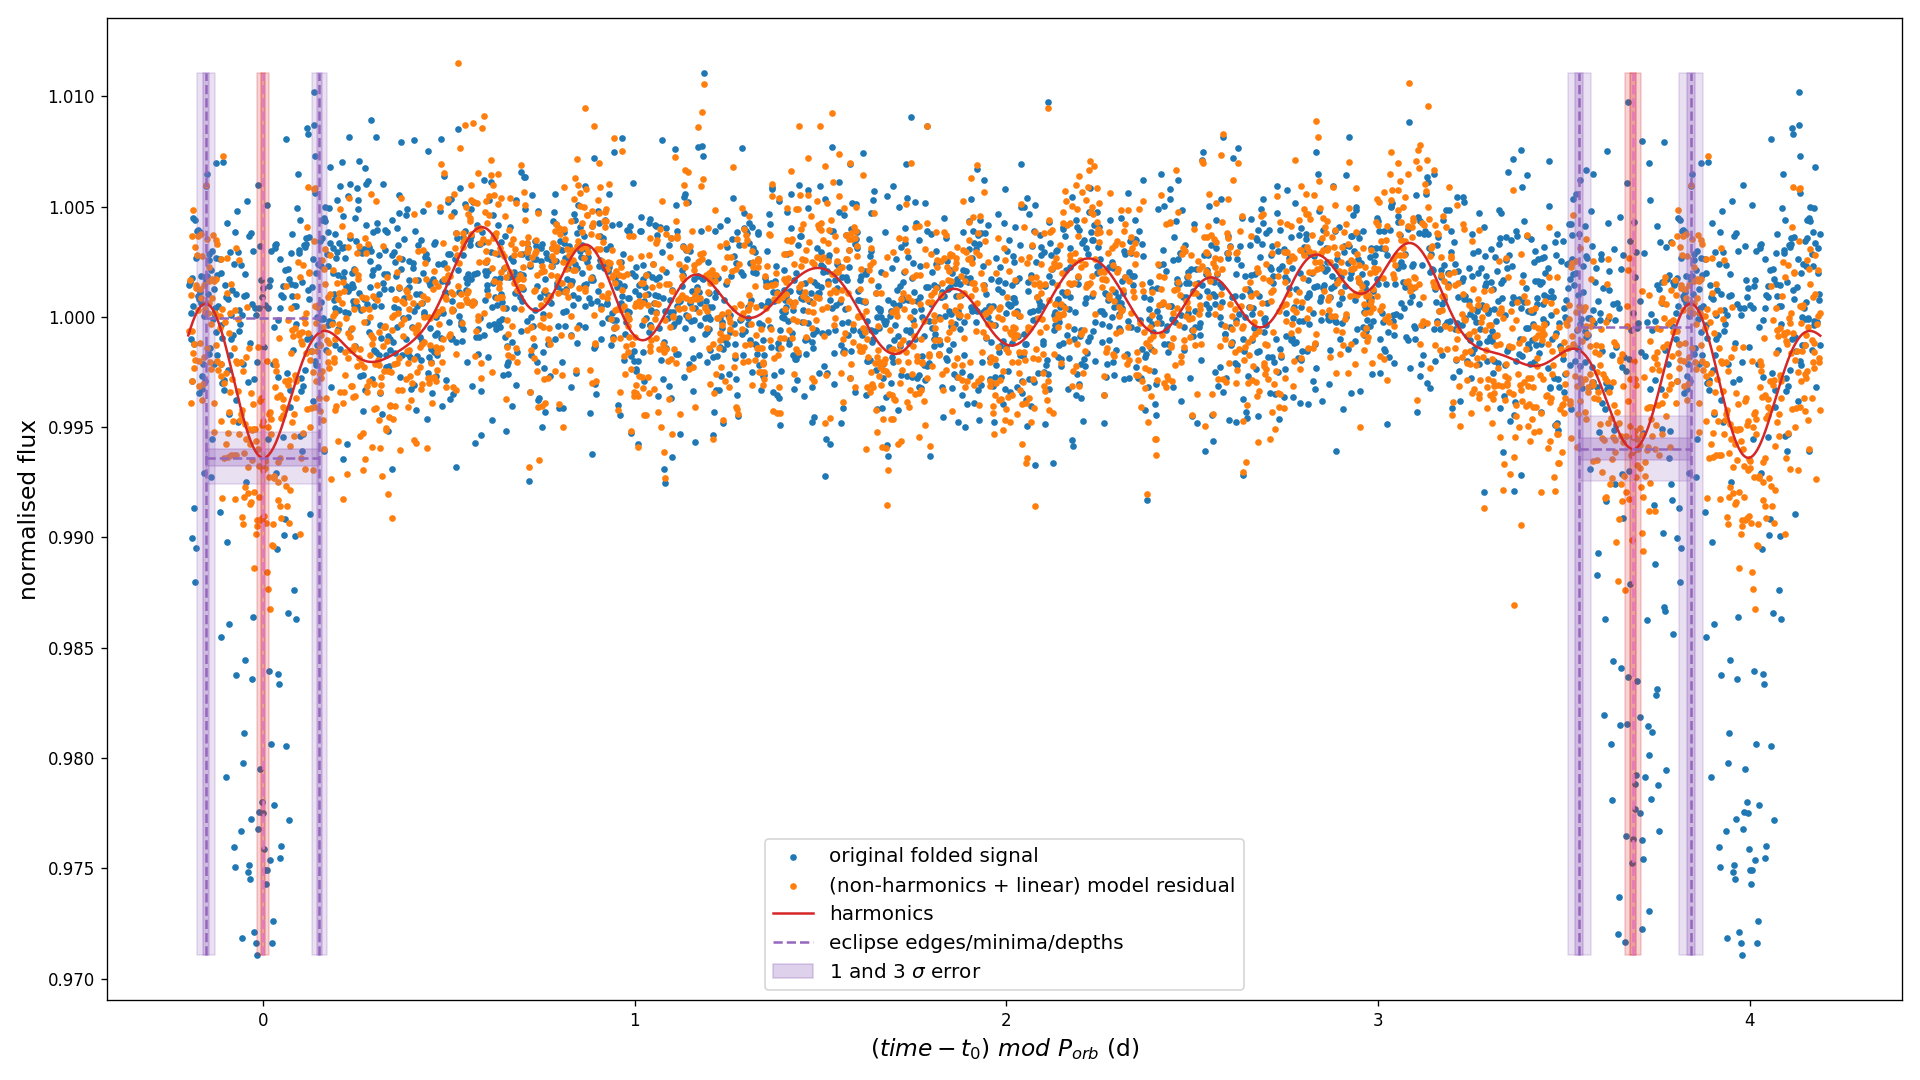 normalised flux
1.010
1.005
1.000
0.995
0.990
0.985
0.980
0.975
0.970
original folded signal
(non-harmonics + linear) model residual
harmonics
eclipse edges/minima/depths
1 and 3 σ error
0 1 2 3 4
(time − t₀) mod P_orb (d)